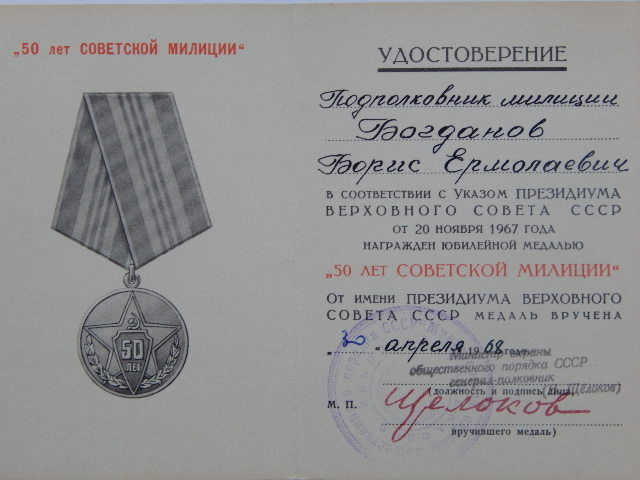 „50 лет СОВЕТСКОЙ МИЛИЦИИ“
50
ЛЕТ
УДОСТОВЕРЕНИЕ
Подполковник милиции
Богданов
Борис Ермолаевич
В СООТВЕТСТВИИ С УКАЗОМ ПРЕЗИДИУМА
ВЕРХОВНОГО СОВЕТА СССР
ОТ 20 НОЯБРЯ 1967 ГОДА
НАГРАЖДЕН ЮБИЛЕЙНОЙ МЕДАЛЬЮ
„50 ЛЕТ СОВЕТСКОЙ МИЛИЦИИ“
ОТ ИМЕНИ ПРЕЗИДИУМА ВЕРХОВНОГО
СОВЕТА СССР МЕДАЛЬ ВРУЧЕНА
„30“ апреля 1968 года
Министр охраны
общественного порядка СССР
генерал-полковник
(Н. Щёлоков)
(должность и подпись лица,
М. П. Щелоков
вручившего медаль)